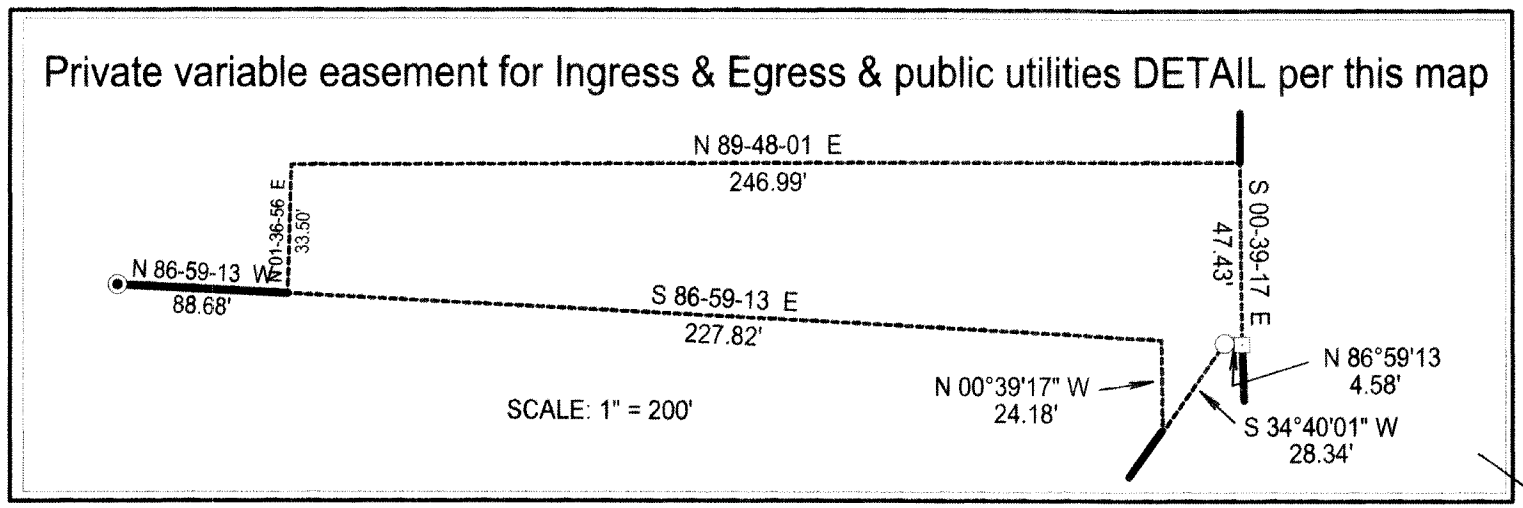 Private variable easement for Ingress & Egress & public utilities DETAIL per this map
N 89-48-01 E
246.99'
N 01-36-56 E
33.50'
S 00-39-17 E
47.43'
N 86-59-13 W
88.68'
S 86-59-13 E
227.82'
N 86°59'13
4.58'
N 00°39'17" W
24.18'
SCALE: 1" = 200'
S 34°40'01" W
28.34'